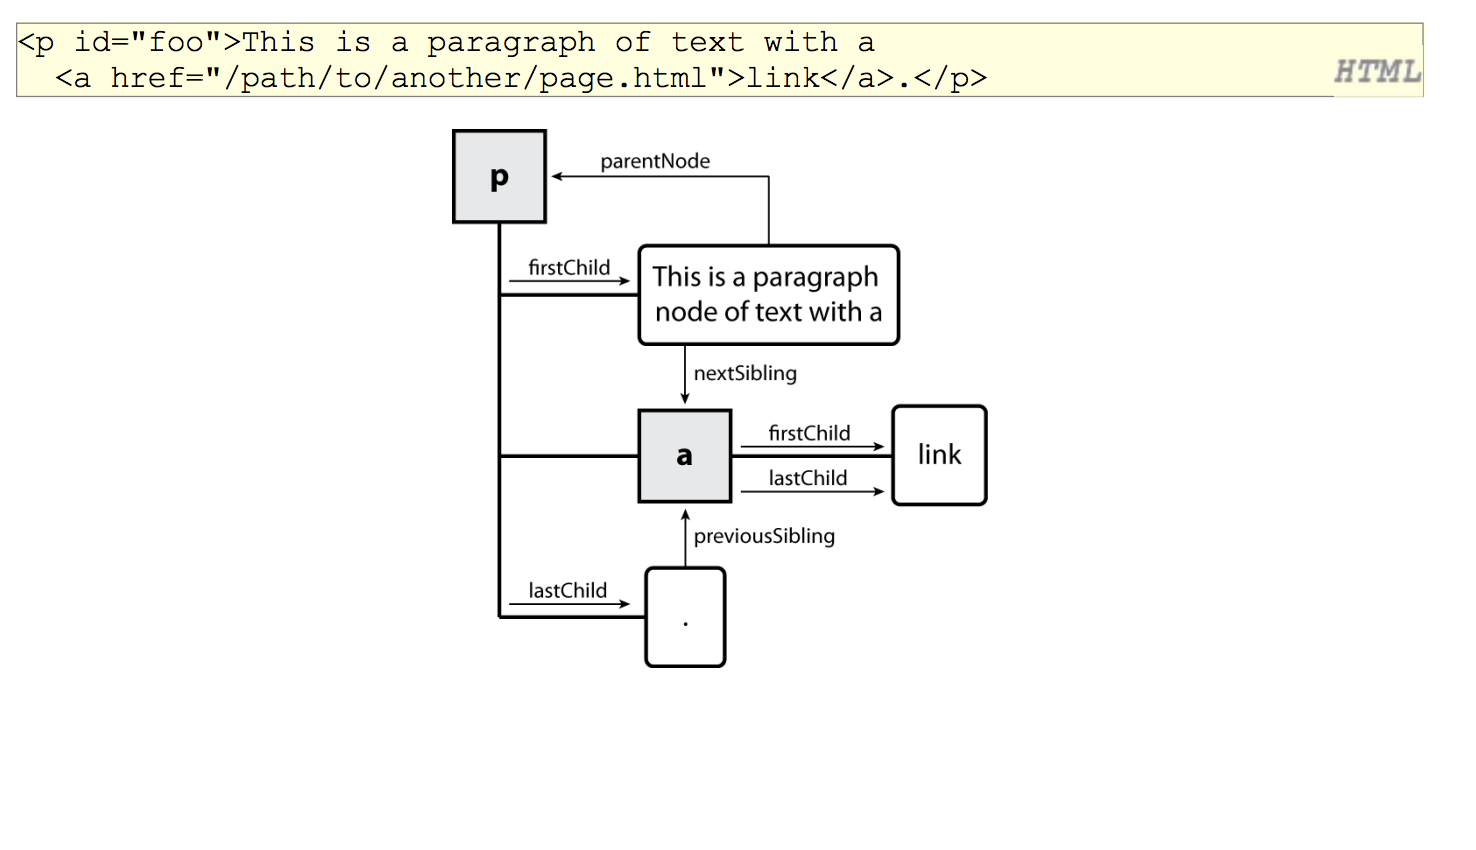 <p id="foo">This is a paragraph of text with a
<a href="/path/to/another/page.html">link</a>.</p>
HTML
p
parentNode
firstChild
This is a paragraph
node of text with a
nextSibling
a
firstChild
lastChild
link
previousSibling
lastChild
.